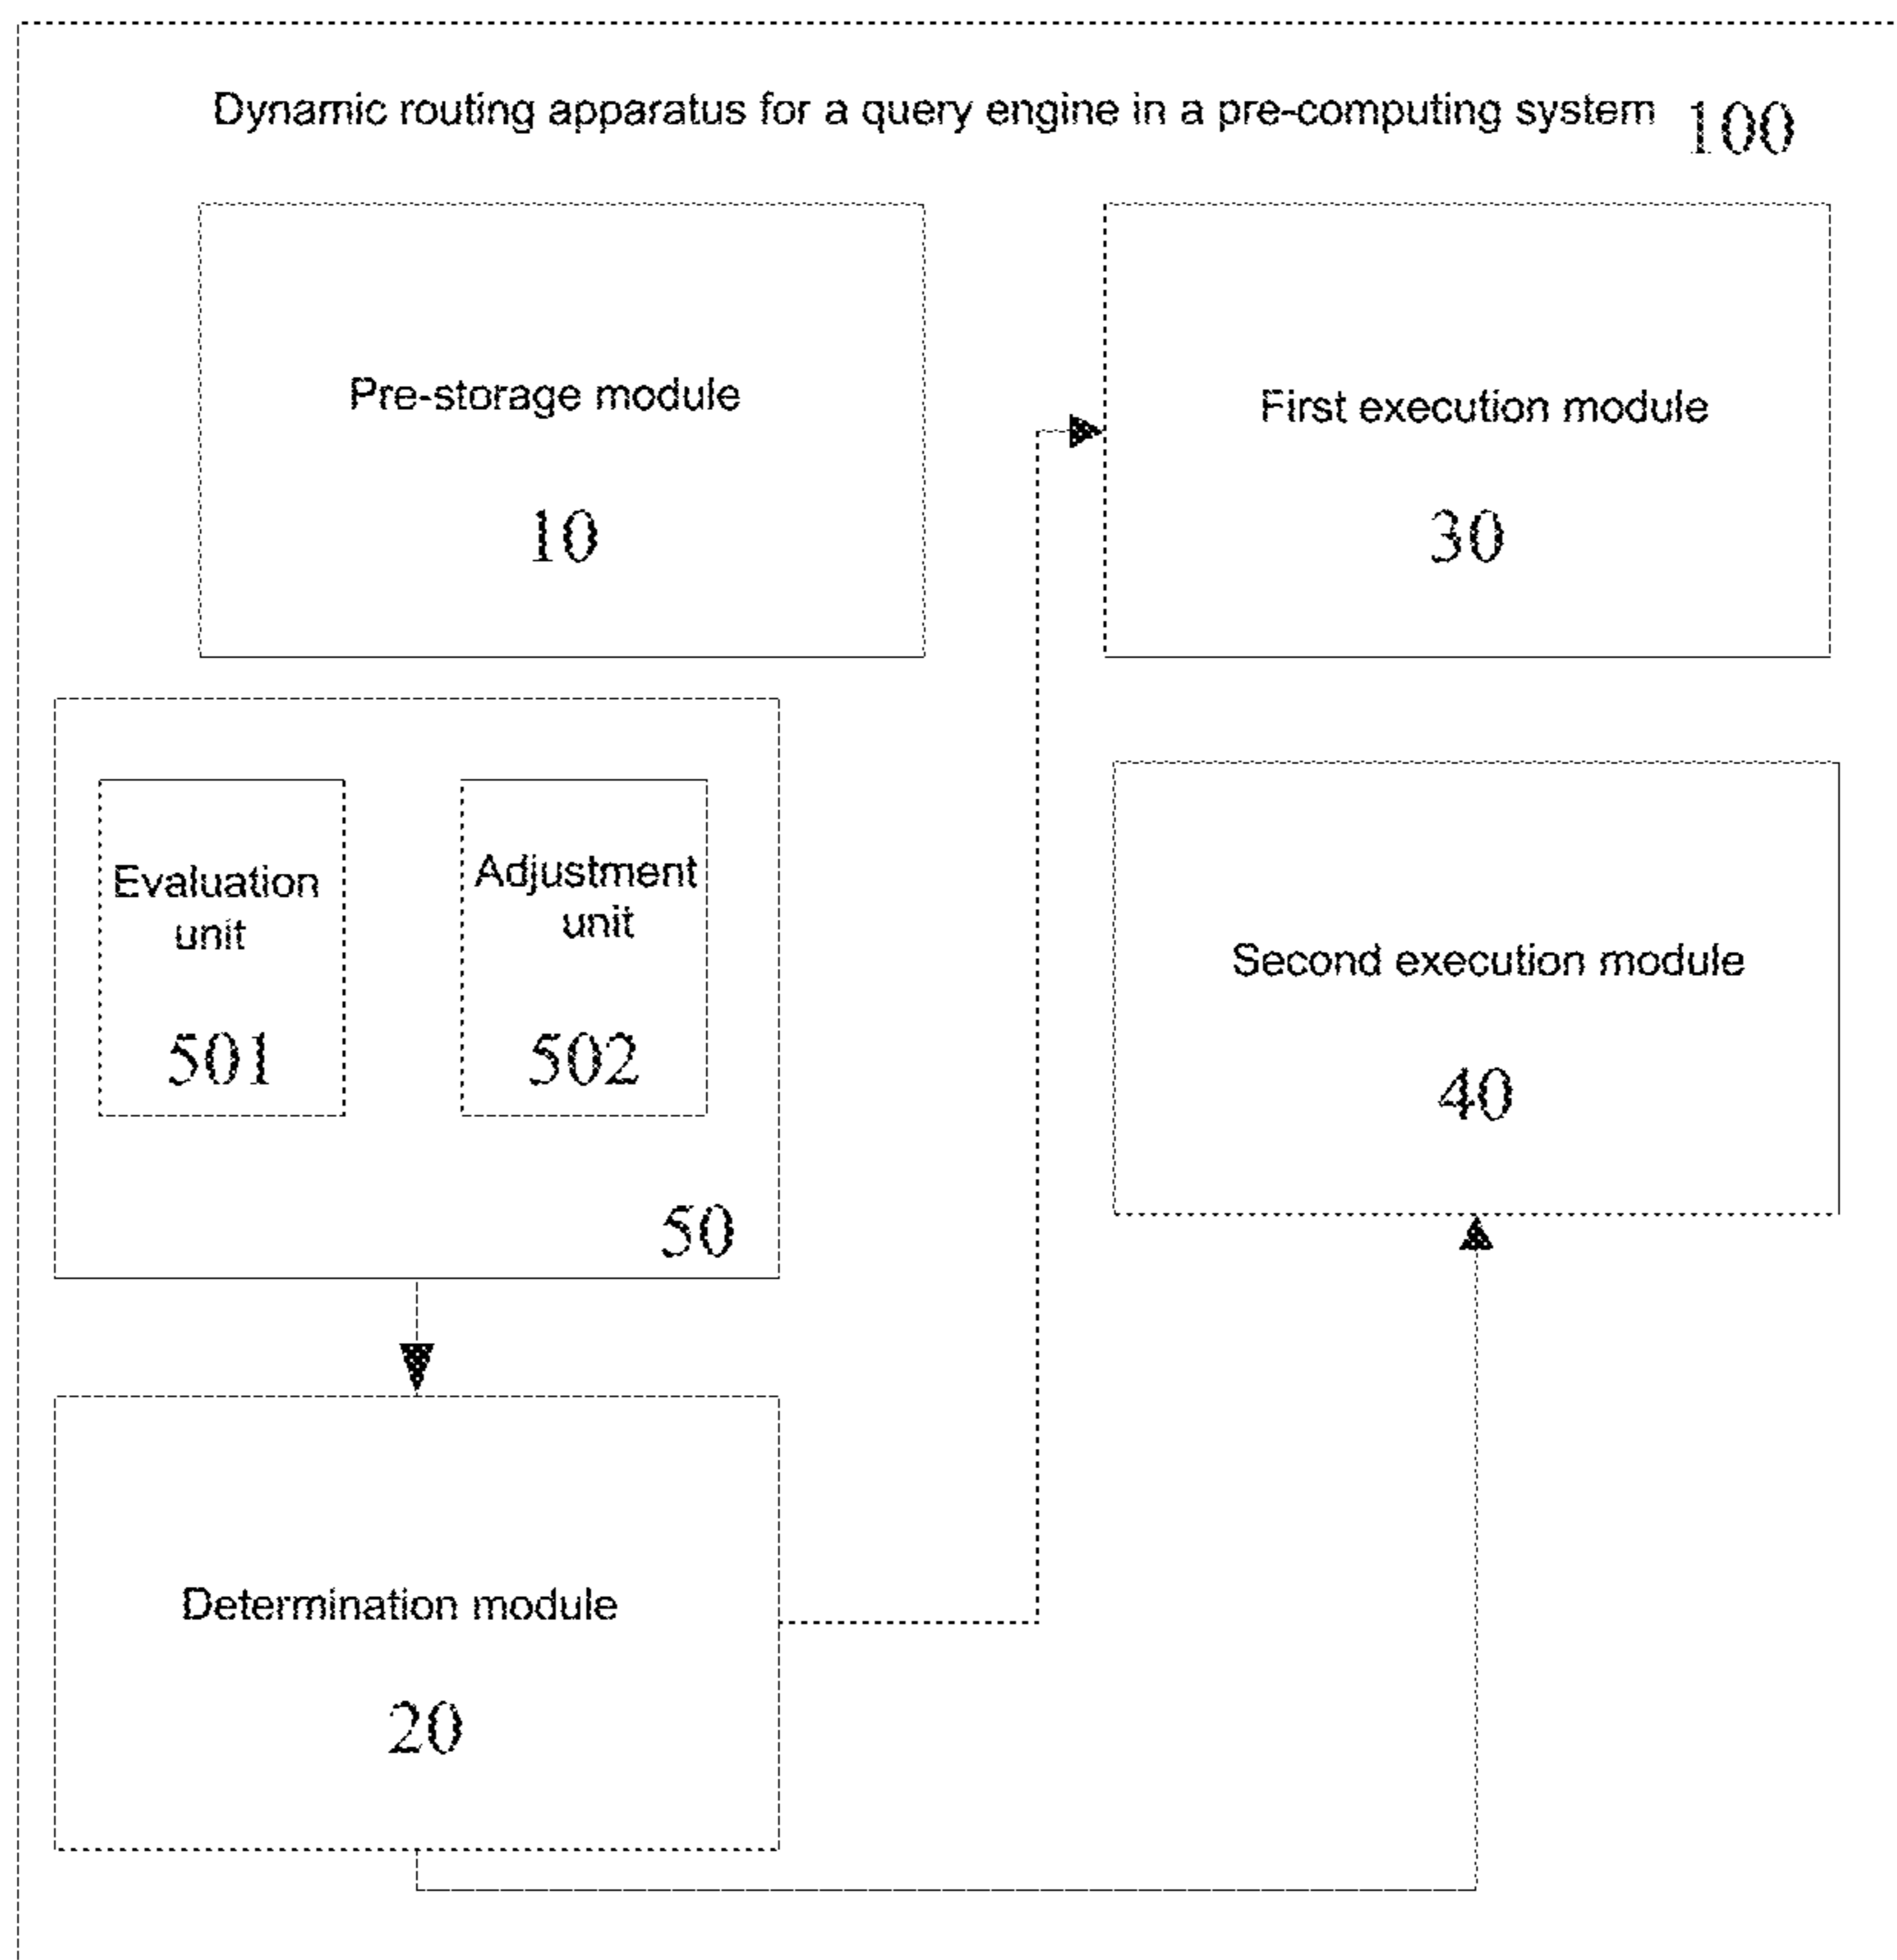 Dynamic routing apparatus for a query engine in a pre-computing system 100
Pre-storage module
10
First execution module
30
Evaluation
unit
501
Adjustment
unit
502
50
Second execution module
40
Determination module
20